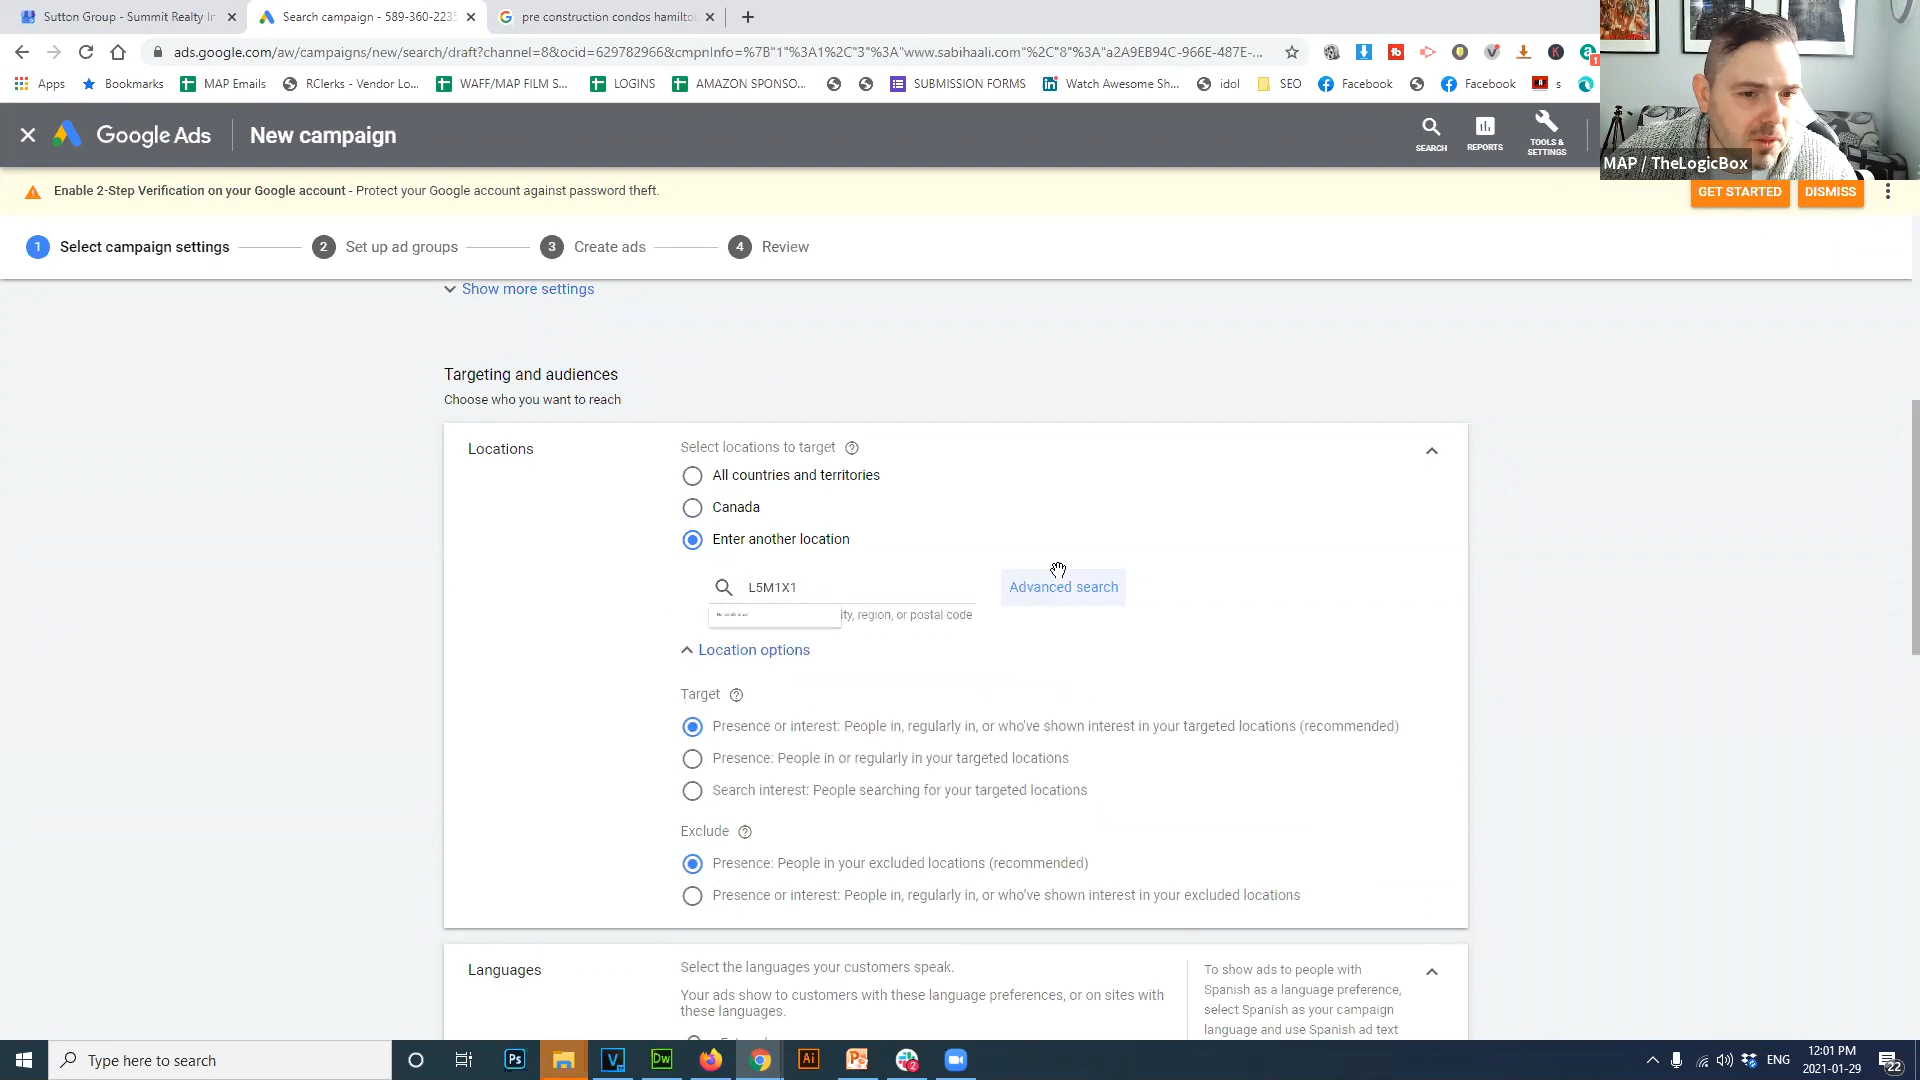 Sutton Group - Summit Realty Ir
Search campaign - 589-360-2235
pre construction condos hamilto
ads.google.com/aw/campaigns/new/search/draft?channel=8&ocid=629782966&cmpnInfo=%7B"1"%3A1%2C"3"%3A"www.sabihaali.com"%2C"8"%3A"a2A9EB94C-966E-487E-...
Apps
Bookmarks
MAP Emails
RClerks - Vendor Lo...
WAFF/MAP FILM S...
LOGINS
AMAZON SPONSO...
SUBMISSION FORMS
Watch Awesome Sh...
idol
SEO
Facebook
Facebook
s
Google Ads
New campaign
SEARCH
REPORTS
TOOLS &
SETTINGS
MAP / TheLogicBox
Enable 2-Step Verification on your Google account - Protect your Google account against password theft.
GET STARTED
DISMISS
1 Select campaign settings
2 Set up ad groups
3 Create ads
4 Review
Show more settings
Targeting and audiences
Choose who you want to reach
Locations
Select locations to target
All countries and territories
Canada
Enter another location
L5M1X1
Advanced search
ity, region, or postal code
Location options
Target
Presence or interest: People in, regularly in, or who've shown interest in your targeted locations (recommended)
Presence: People in or regularly in your targeted locations
Search interest: People searching for your targeted locations
Exclude
Presence: People in your excluded locations (recommended)
Presence or interest: People in, regularly in, or who've shown interest in your excluded locations
Languages
Select the languages your customers speak.
Your ads show to customers with these language preferences, or on sites with
these languages.
To show ads to people with
Spanish as a language preference,
select Spanish as your campaign
language and use Spanish ad text
Type here to search
ENG
12:01 PM
2021-01-29
22